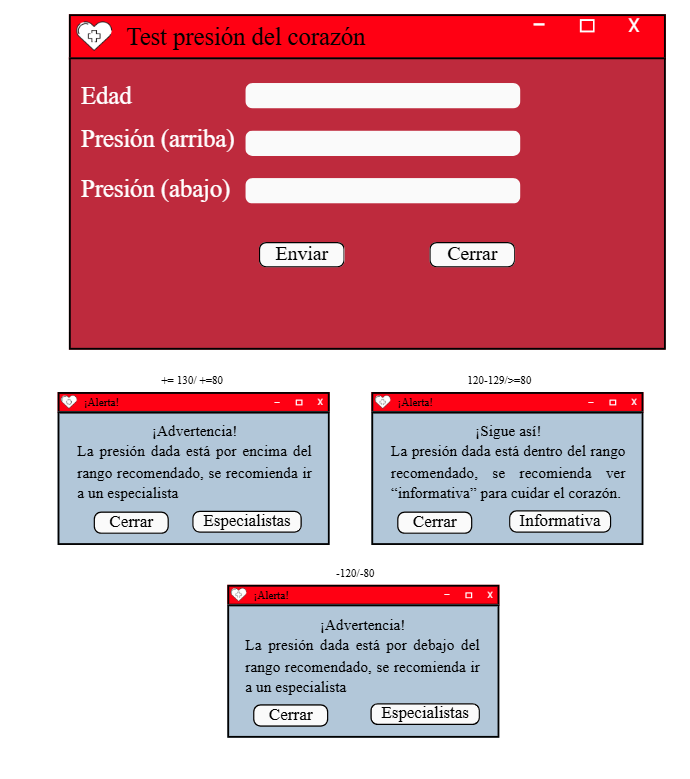 Test presión del corazón
X
Edad
Presión (arriba)
Presión (abajo)
Enviar
Cerrar
+= 130/ +=80
¡Alerta!
X
¡Advertencia!
La presión dada está por encima del
rango recomendado, se recomienda ir
a un especialista
Cerrar
Especialistas
120-129/>=80
¡Alerta!
X
¡Sigue así!
La presión dada está dentro del rango
recomendado, se recomienda ver
“informativa” para cuidar el corazón.
Cerrar
Informativa
-120/-80
¡Alerta!
X
¡Advertencia!
La presión dada está por debajo del
rango recomendado, se recomienda ir
a un especialista
Cerrar
Especialistas